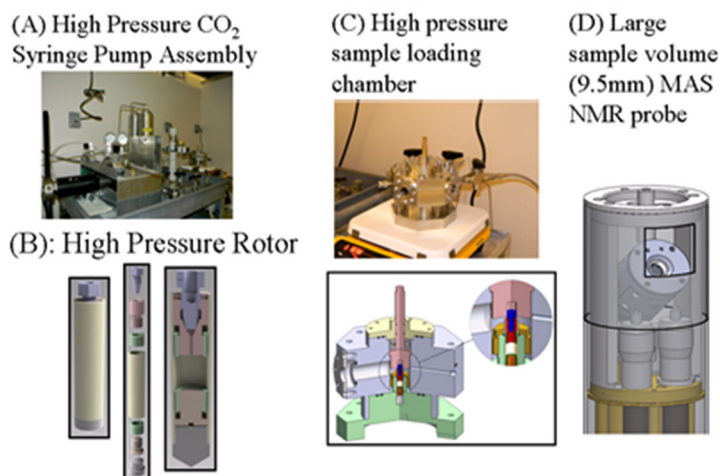 (A) High Pressure CO₂
Syringe Pump Assembly
(B): High Pressure Rotor
(C) High pressure
sample loading
chamber
(D) Large
sample volume
(9.5mm) MAS
NMR probe